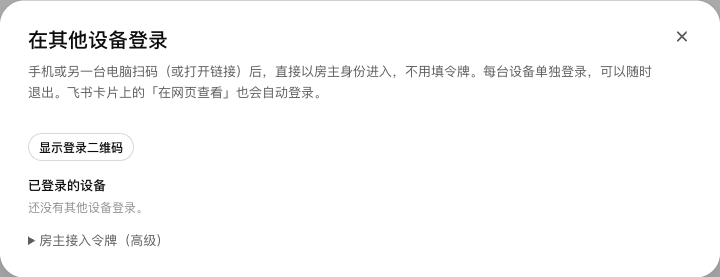 在其他设备登录
手机或另一台电脑扫码（或打开链接）后，直接以房主身份进入，不用填令牌。每台设备单独登录，可以随时
退出。飞书卡片上的「在网页查看」也会自动登录。
显示登录二维码
已登录的设备
还没有其他设备登录。
▶ 房主接入令牌（高级）